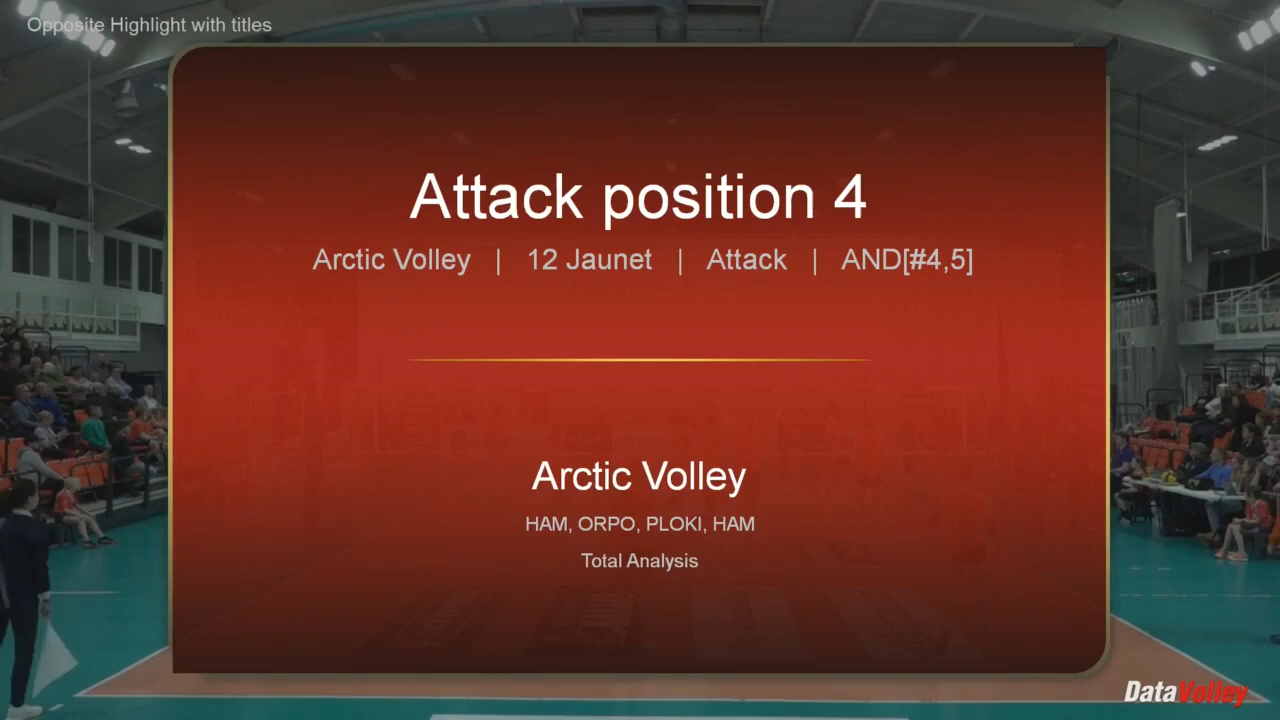 Opposite Highlight with titles
Attack position 4
Arctic Volley | 12 Jaunet | Attack | AND[#4,5]
Arctic Volley
HAM, ORPO, PLOKI, HAM
Total Analysis
DataVolley